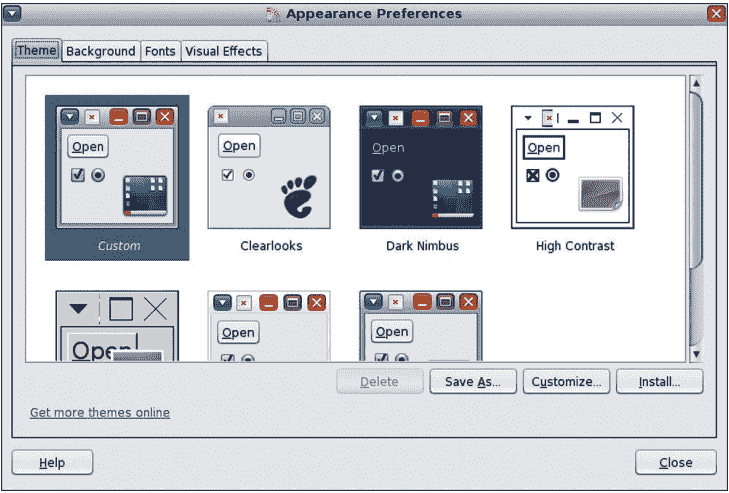 Appearance Preferences
Theme Background Fonts Visual Effects
Open
Open
Open
Open
Custom
Clearlooks
Dark Nimbus
High Contrast
Open
Open
Open
Delete Save As... Customize... Install...
Get more themes online
Help Close